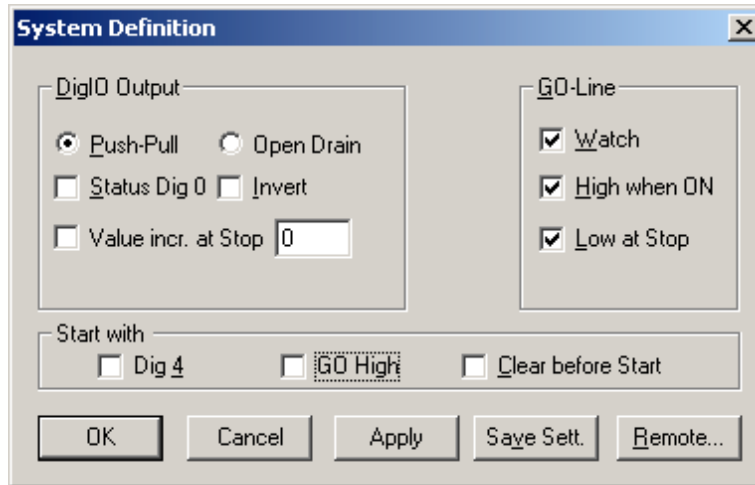 System Definition
DigIO Output
Push-Pull
Open Drain
Status Dig 0
Invert
Value incr. at Stop
0
GO-Line
Watch
High when ON
Low at Stop
Start with
Dig 4
GO High
Clear before Start
OK
Cancel
Apply
Save Sett.
Remote...